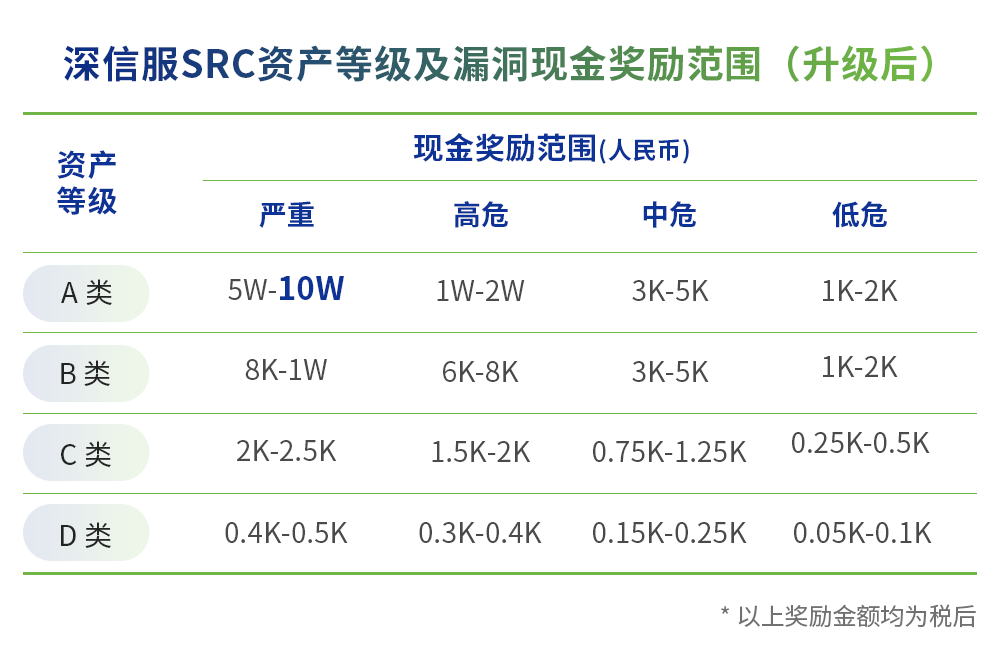 深信服SRC资产等级及漏洞现金奖励范围（升级后）
资产
等级
现金奖励范围(人民币)
严重 高危 中危 低危
A 类 5W-10W 1W-2W 3K-5K 1K-2K
B 类 8K-1W 6K-8K 3K-5K 1K-2K
C 类 2K-2.5K 1.5K-2K 0.75K-1.25K 0.25K-0.5K
D 类 0.4K-0.5K 0.3K-0.4K 0.15K-0.25K 0.05K-0.1K
* 以上奖励金额均为税后